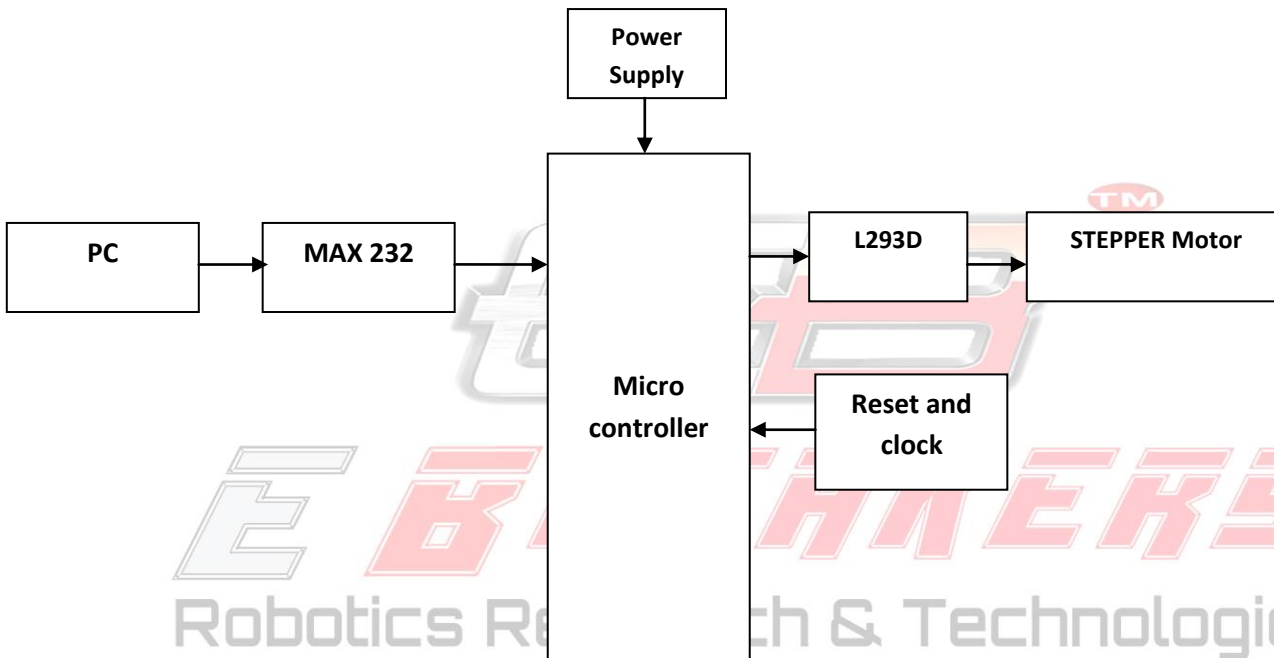 Power
Supply
TM
PC
MAX 232
L293D
STEPPER Motor
Micro
controller
Reset and
clock
Robotics Re ch & Technologi